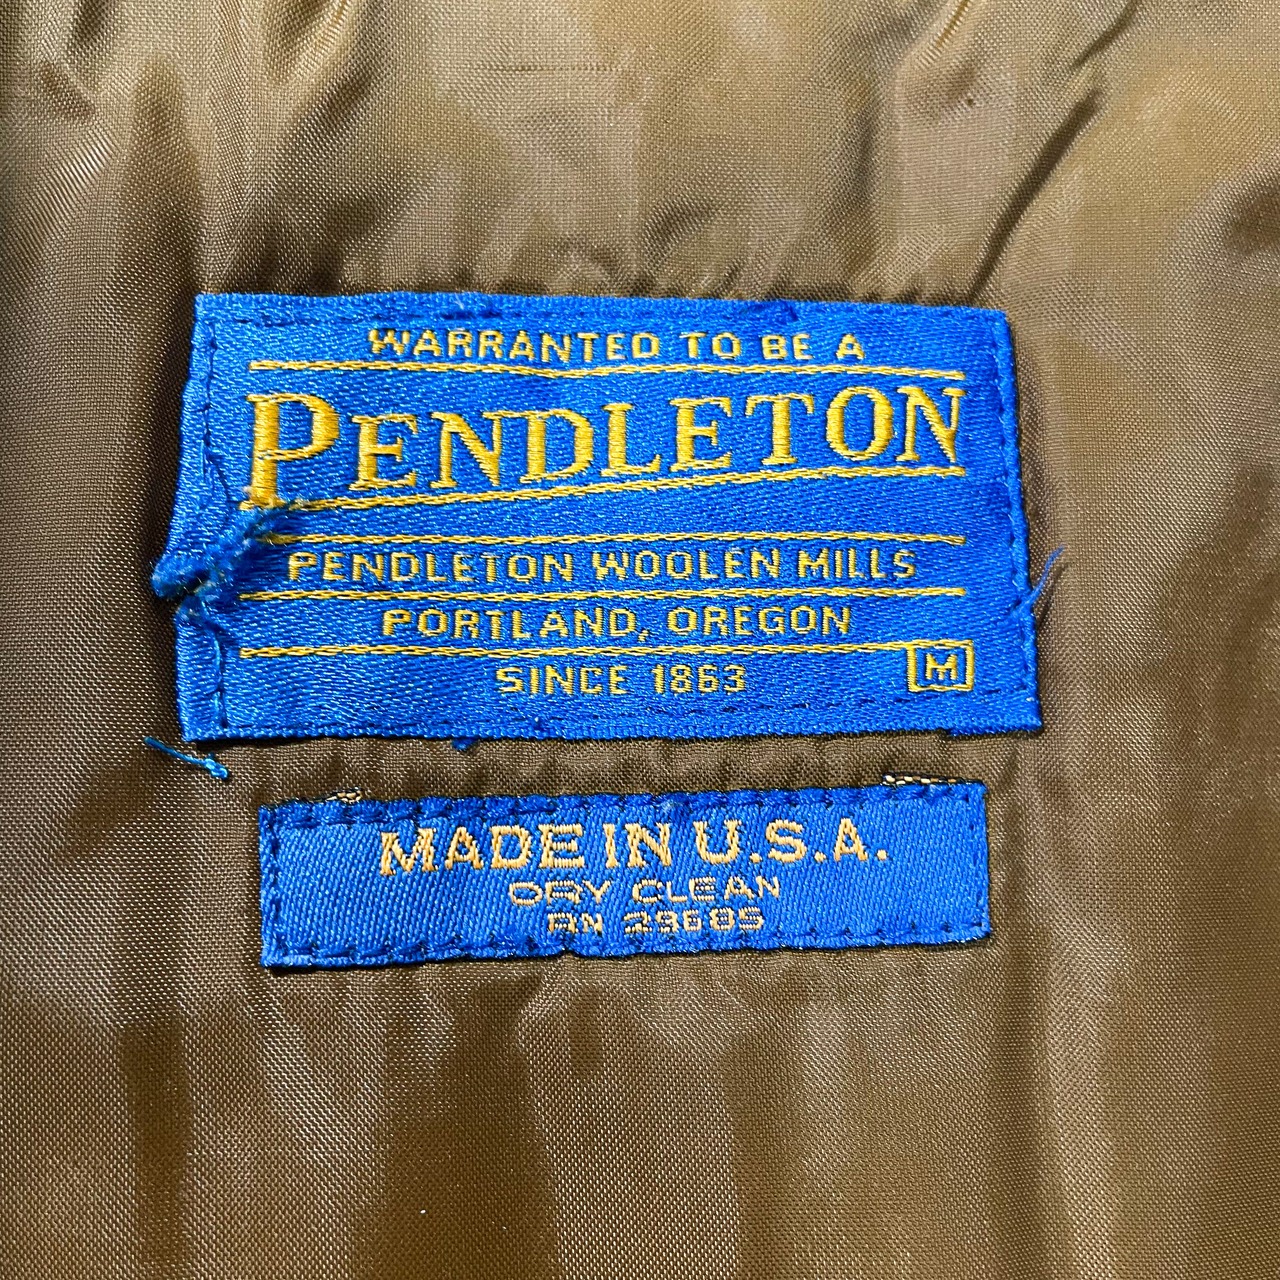 WARRANTED TO BE A
PENDLETON
PENDLETON WOOLEN MILLS
PORTLAND, OREGON
SINCE 1863
M
MADE IN U.S.A.
DRY CLEAN
RN 29685